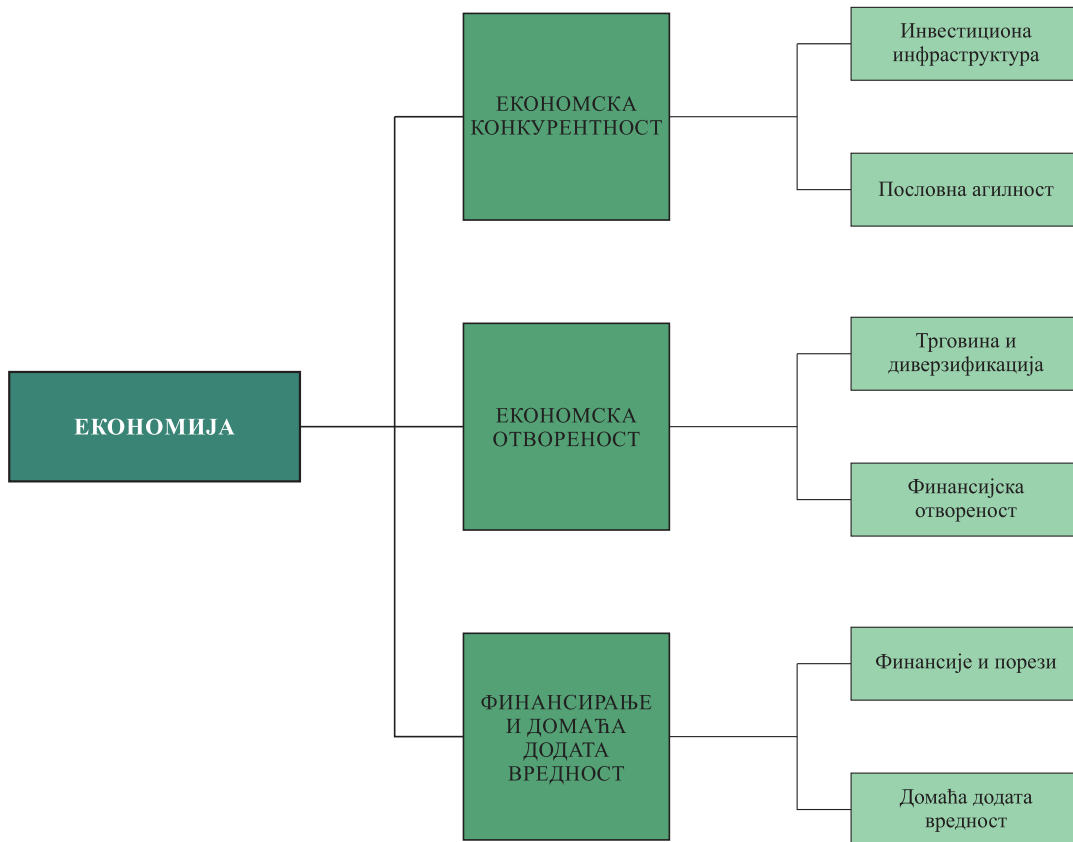 ЕКОНОМИЈА
ЕКОНОМСКА
КОНКУРЕНТНОСТ
Инвестициона
инфраструктура
Пословна агилност
ЕКОНОМСКА
ОТВОРЕНОСТ
Трговина и
диверзификација
Финансијска
отвореност
ФИНАНСИРАЊЕ
И ДОМАЋА
ДОДАТА
ВРЕДНОСТ
Финансије и порези
Домаћа додата
вредност